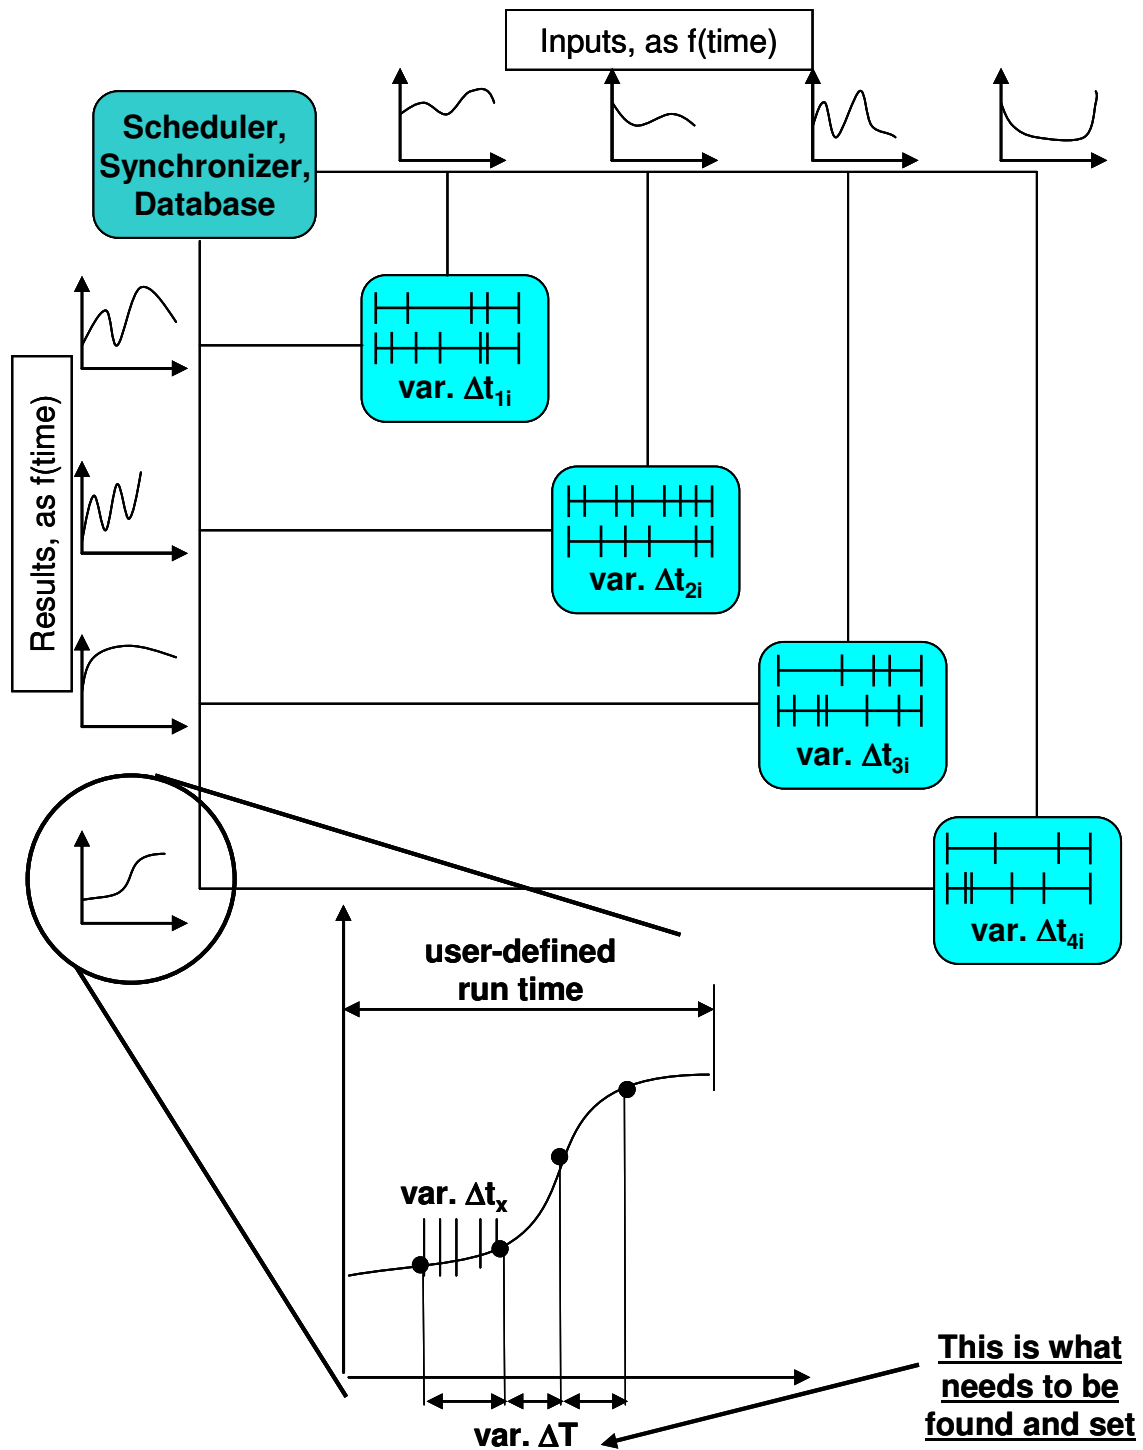 Inputs, as f(time)
Scheduler,
Synchronizer,
Database
Results, as f(time)
var. Δt1i
var. Δt2i
var. Δt3i
var. Δt4i
user-defined
run time
var. Δtx
var. ΔT
This is what
needs to be
found and set